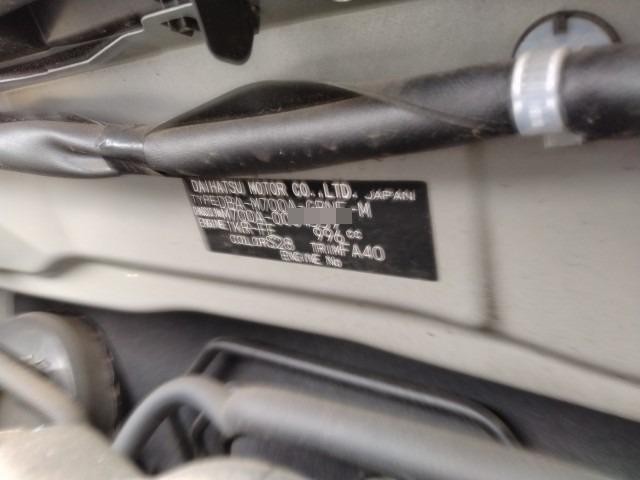 DAIHATSU MOTOR CO.,LTD. JAPAN
TYPE DBA-M700A-GBNE-M
M700A-00
ENGINE 1KR-FE 996 cc
COLOR S28 TRIM FA40
ENGINE No